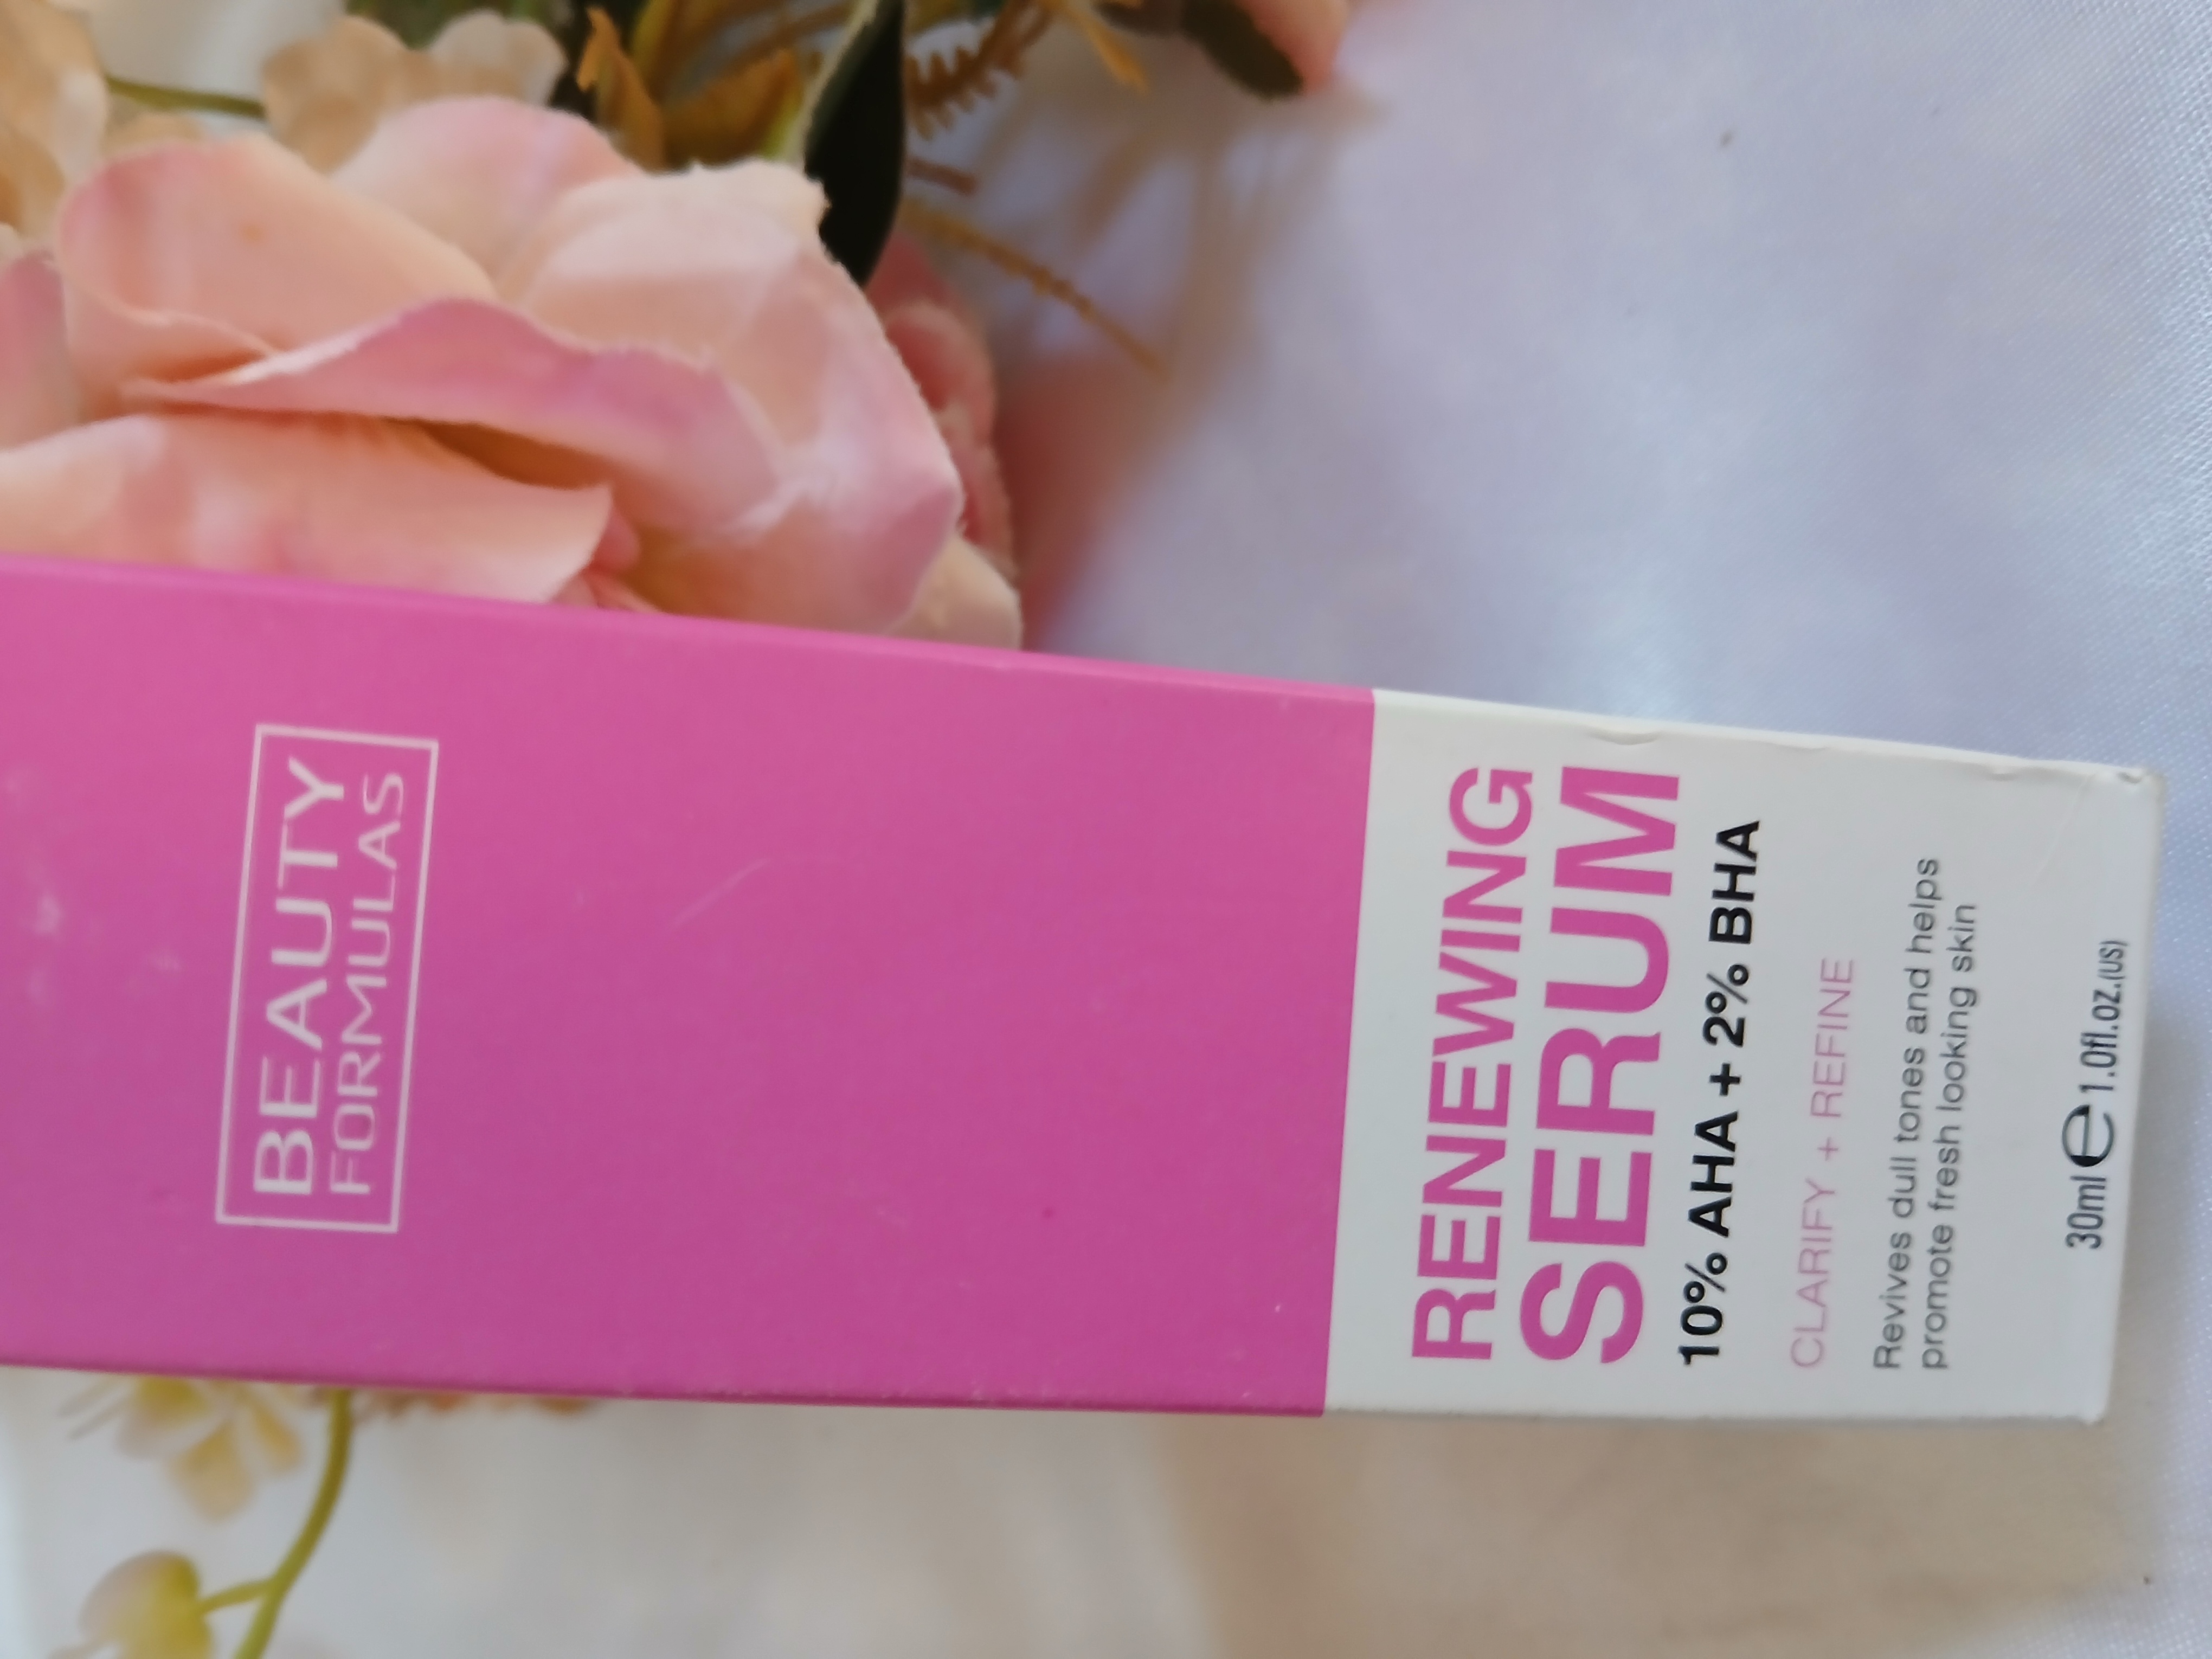 BEAUTY
FORMULAS
RENEWING
SERUM
10% AHA + 2% BHA
CLARIFY + REFINE
Revives dull tones and helps
promote fresh looking skin
30ml ℮ 1.0fl.oz.(US)